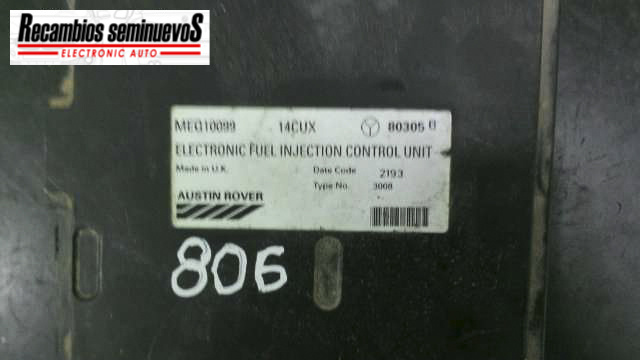 Recambios seminuevoS
ELECTRONIC AUTO
MEG10099 14CUX 80305
ELECTRONIC FUEL INJECTION CONTROL UNIT
Made in U.K. Date Code 2193
Type No. 3008
AUSTIN ROVER
806